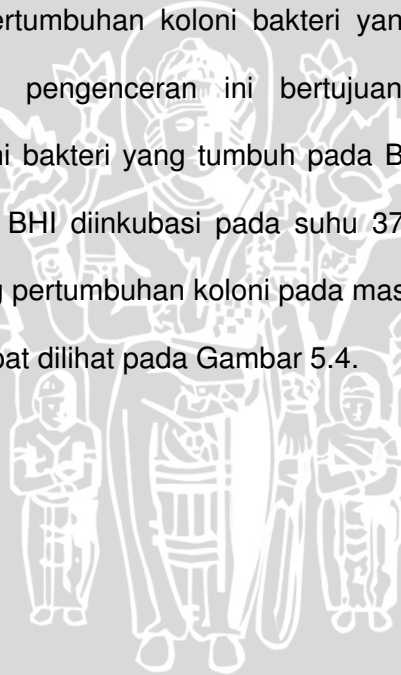 pertumbuhan koloni bakteri yan
pengenceran ini bertujuan
ni bakteri yang tumbuh pada B
BHI diinkubasi pada suhu 37
g pertumbuhan koloni pada mas
pat dilihat pada Gambar 5.4.